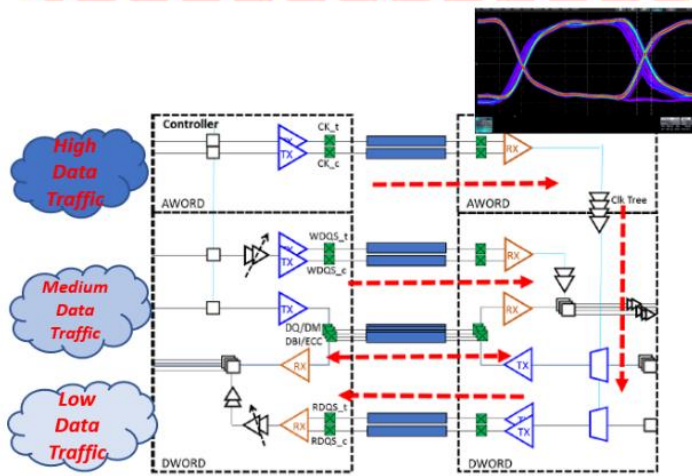 High
Data
Traffic
Medium
Data
Traffic
Low
Data
Traffic
Controller
CK_t
TX
CK_c
RX
AWORD
AWORD
Clk Tree
WDQS_t
TX
WDQS_c
RX
TX
DQ/DM
DBI/ECC
RX
RX
TX
RDQS_t
RX
RDQS_c
TX
TX
DWORD
DWORD